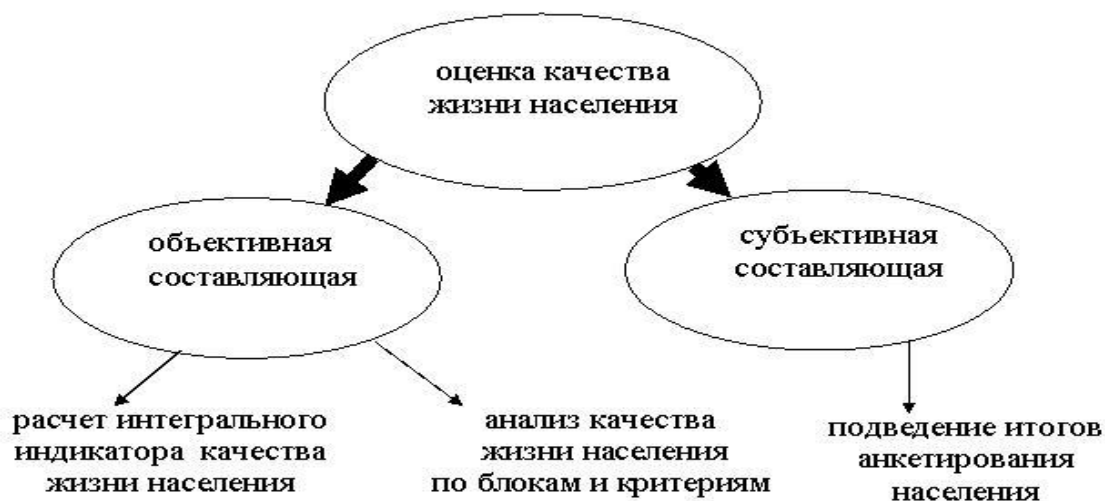 оценка качества
жизни населения
объективная
составляющая
субъективная
составляющая
расчет интегрального
индикатора качества
жизни населения
анализ качества
жизни населения
по блокам и критериям
подведение итогов
анкетирования
населения